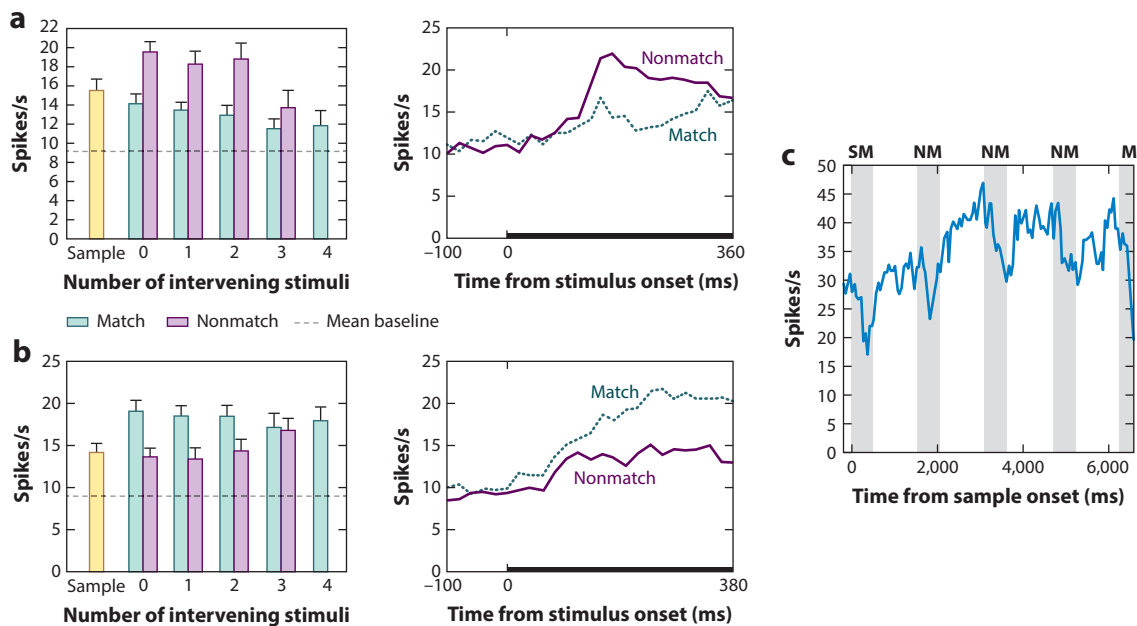 a
Spikes/s
22
20
18
16
14
12
10
8
6
4
2
0
Sample 0 1 2 3 4
Number of intervening stimuli
Spikes/s
25
20
15
10
5
0
Nonmatch
Match
–100 0 360
Time from stimulus onset (ms)
Match Nonmatch Mean baseline
b
Spikes/s
25
20
15
10
5
0
Sample 0 1 2 3 4
Number of intervening stimuli
Spikes/s
25
20
15
10
5
0
Match
Nonmatch
–100 0 380
Time from stimulus onset (ms)
c
SM NM NM NM M
Spikes/s
50
45
40
35
30
25
20
15
10
5
0
0 2,000 4,000 6,000
Time from sample onset (ms)